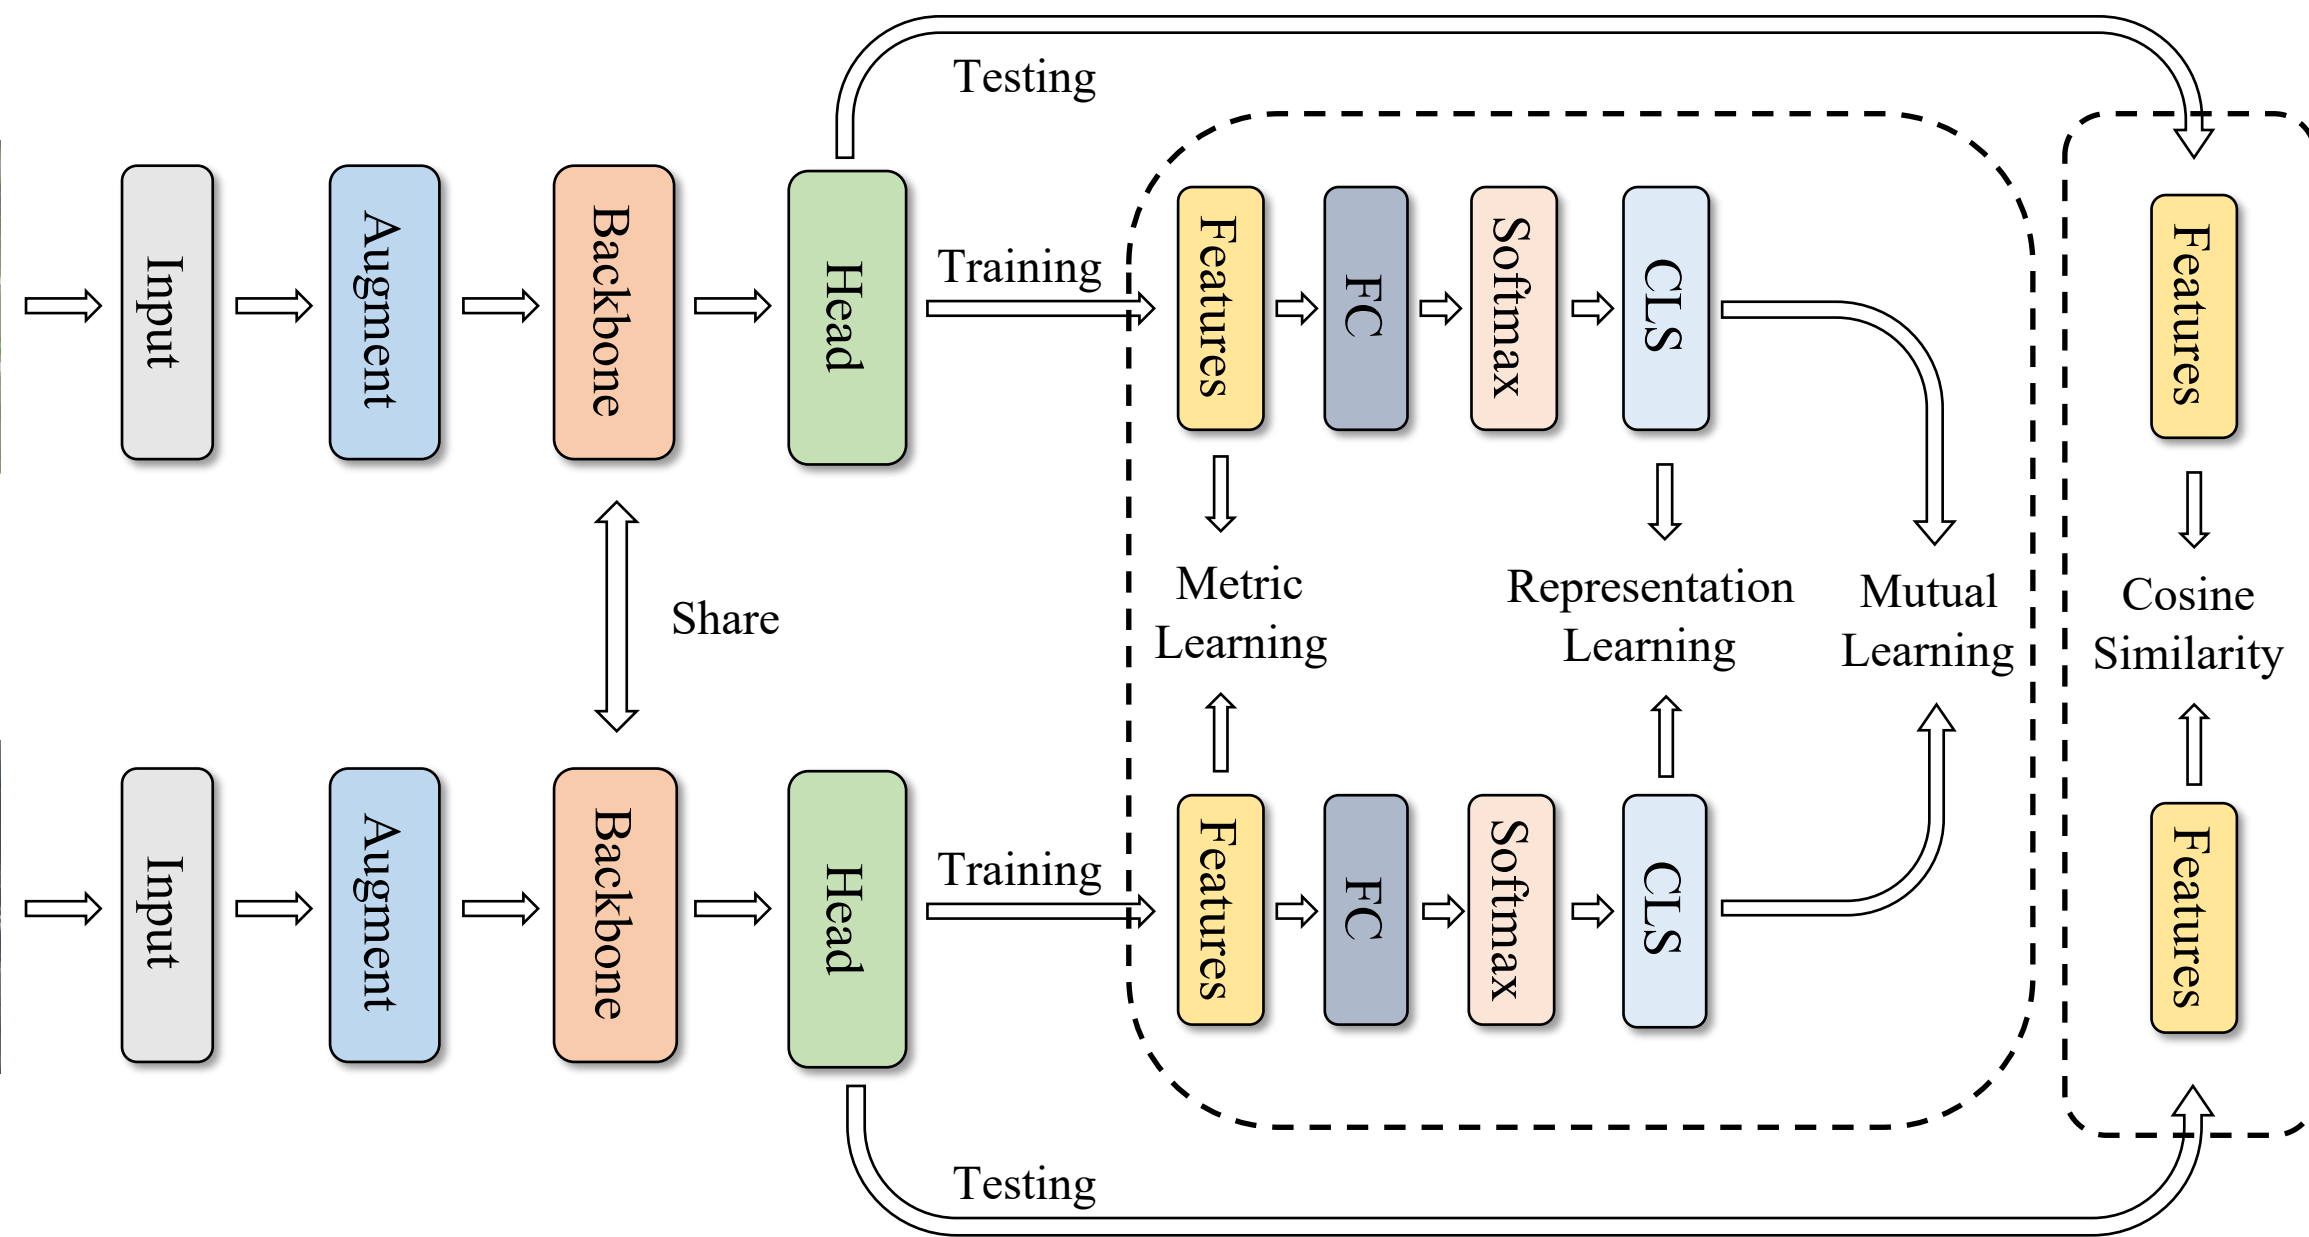 Testing
Input
Augment
Backbone
Head
Training
Features
FC
Softmax
CLS
Features
Share
Metric
Learning
Representation
Learning
Mutual
Learning
Cosine
Similarity
Input
Augment
Backbone
Head
Training
Features
FC
Softmax
CLS
Features
Testing